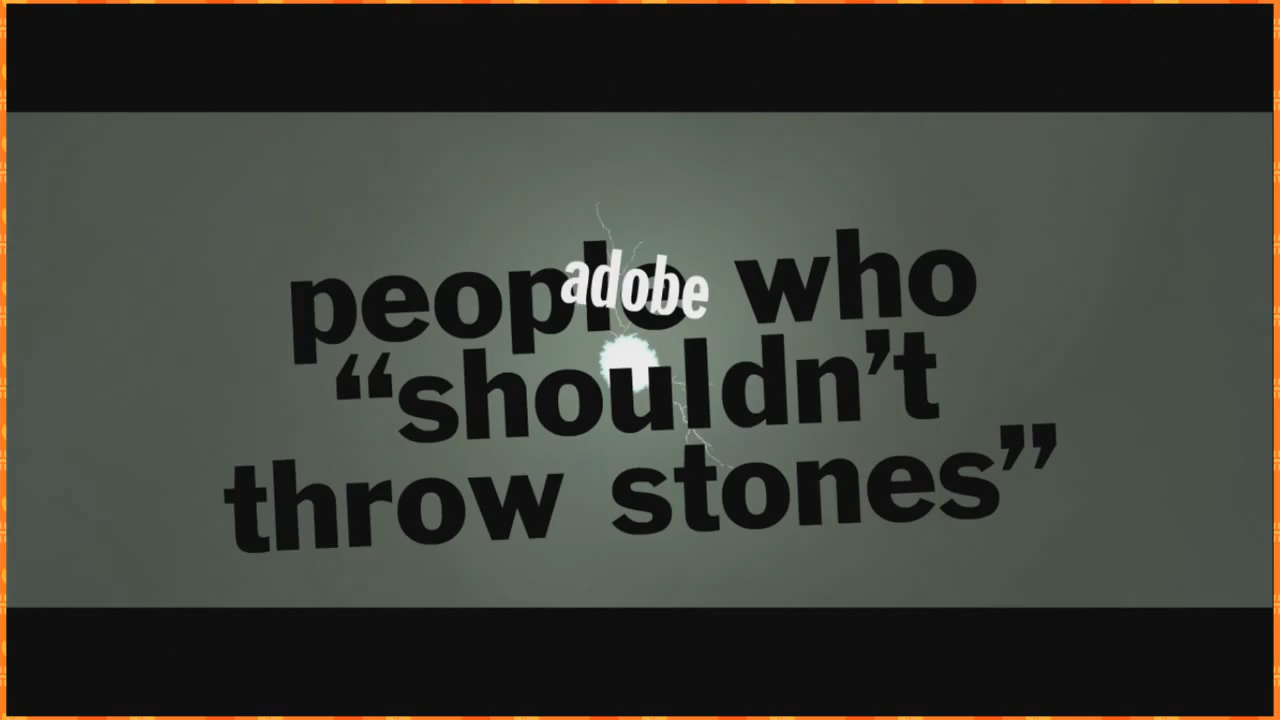 people who
adobe
“shouldn’t
throw stones”